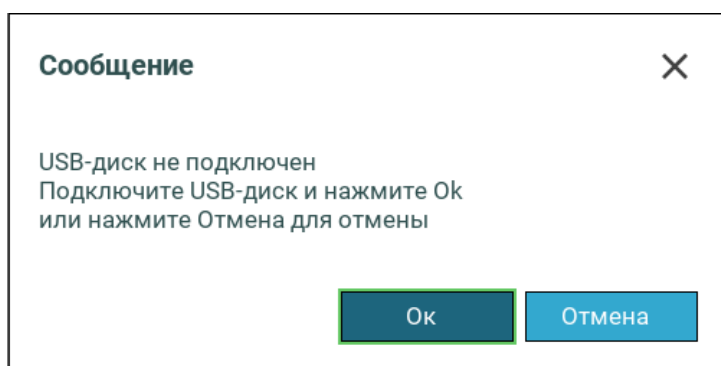 Сообщение
USB-диск не подключен
Подключите USB-диск и нажмите Ok
или нажмите Отмена для отмены
Ок
Отмена